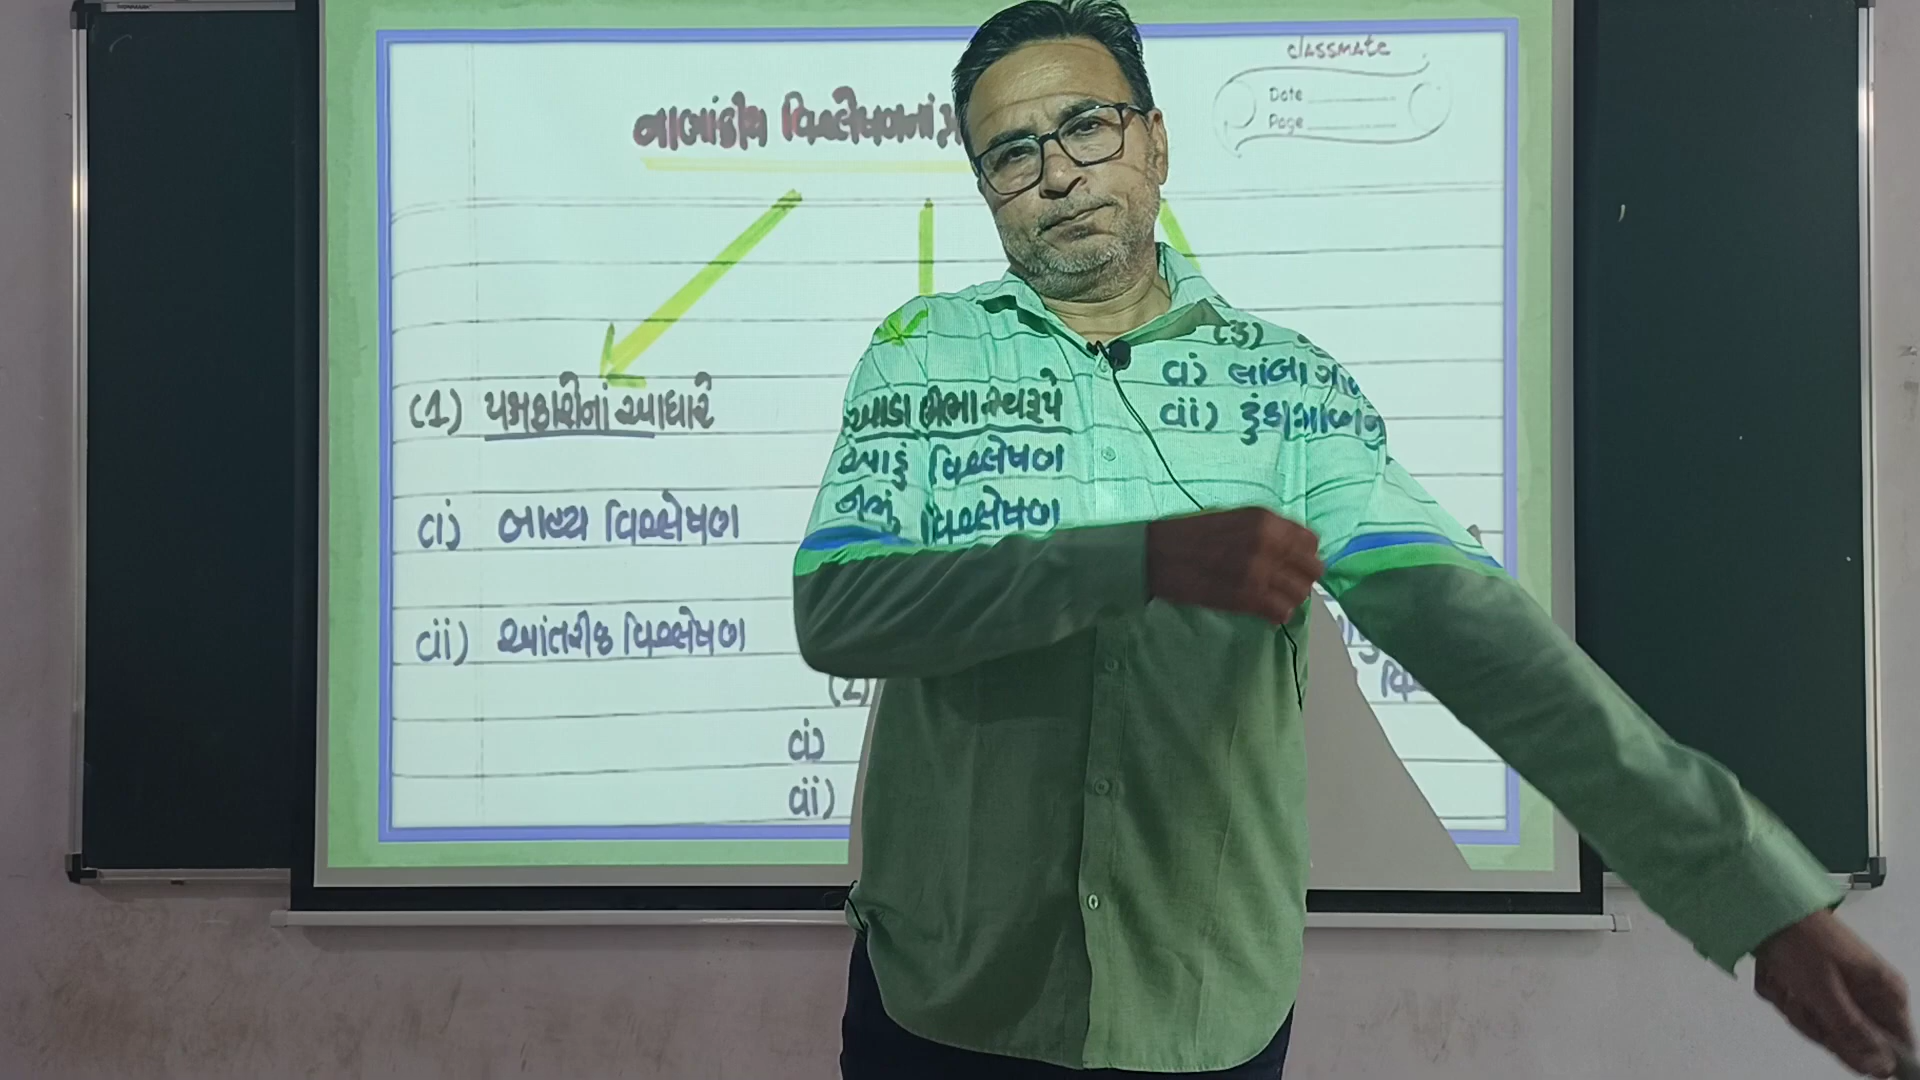 classmate
Date
Page
નાણાંકીય વિશ્લેષણનાં
(1) પક્ષકારોનાં આધારે
(i) બાહ્ય વિશ્લેષણ
(ii) આંતરીક વિશ્લેષણ
આડા ઊભા સ્વરૂપે
આડું વિશ્લેષણ
ઊભું વિશ્લેષણ
(3)
(i) લાંબા
(ii)
(2)
(i)
(ii)